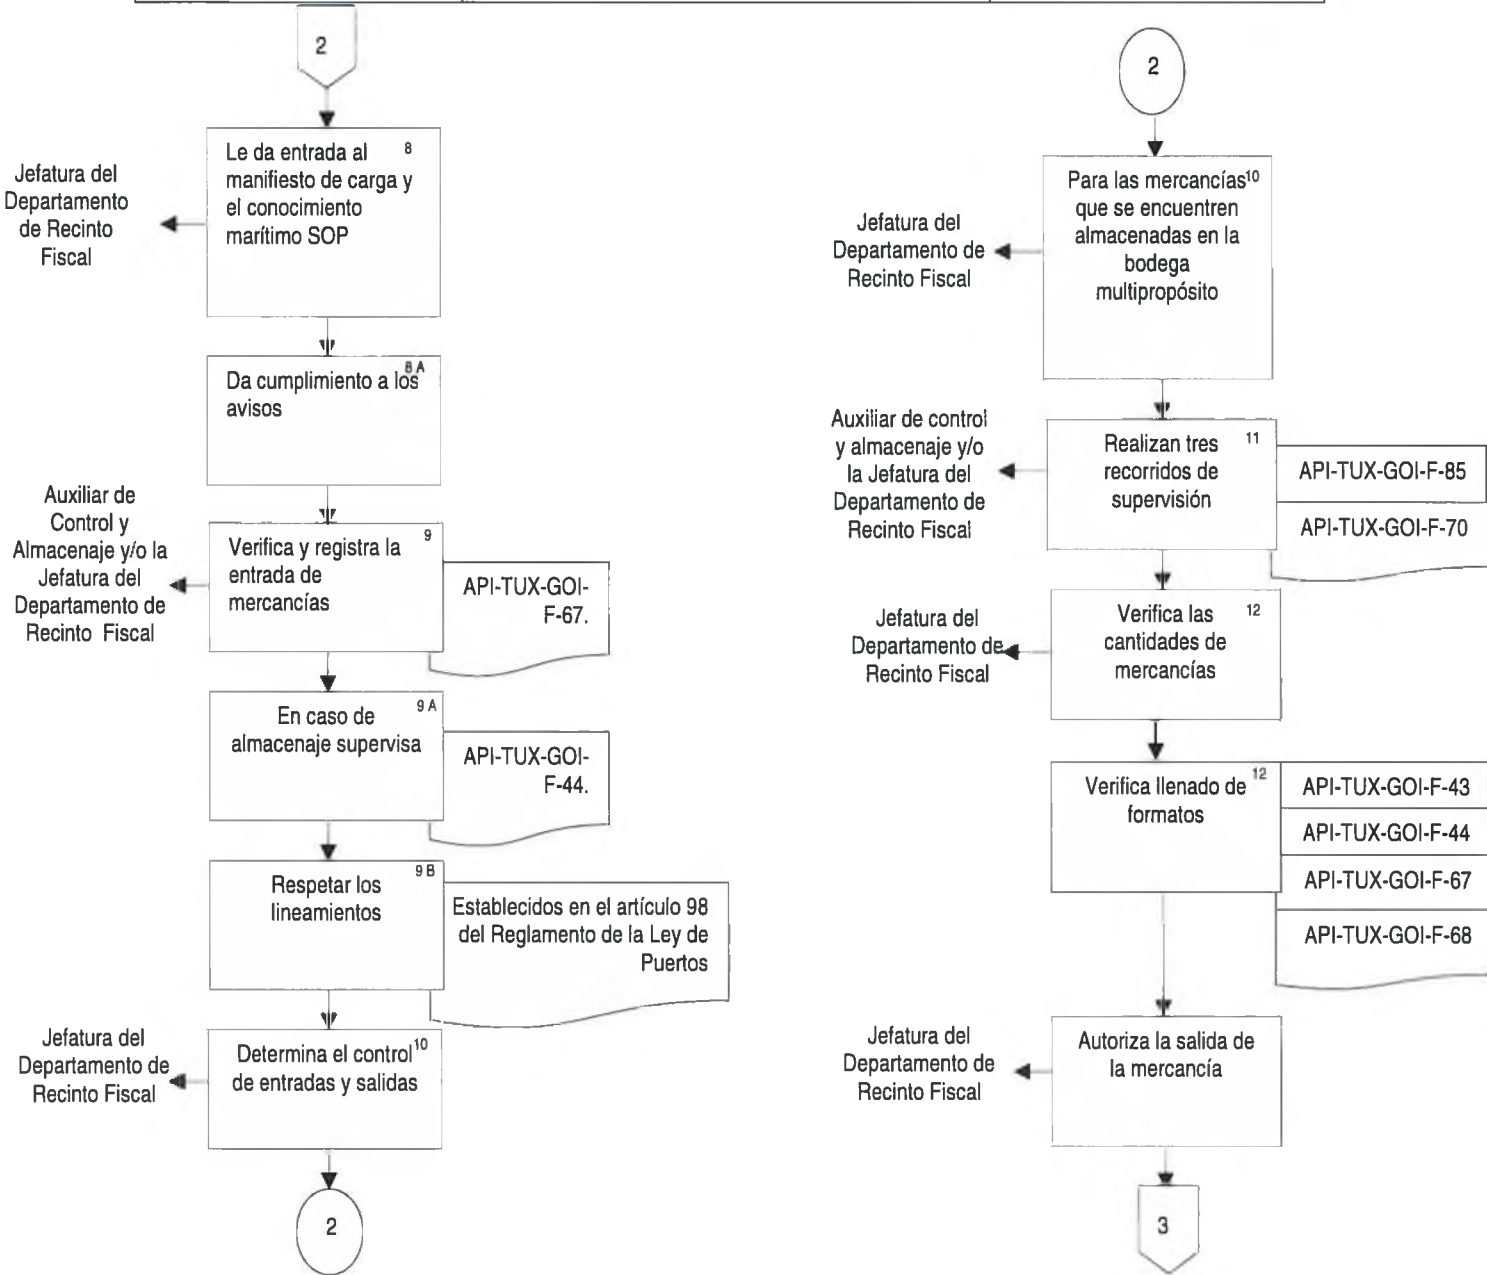 2
Le da entrada al 8
manifiesto de carga y
el conocimiento
marítimo SOP
Jefatura del
Departamento
de Recinto
Fiscal
Da cumplimiento a los 8 A
avisos
Auxiliar de
Control y
Almacenaje y/o la
Jefatura del
Departamento de
Recinto Fiscal
Verifica y registra la 9
entrada de
mercancías
API-TUX-GOI-
F-67.
En caso de 9 A
almacenaje supervisa
API-TUX-GOI-
F-44.
Respetar los 9 B
lineamientos
Establecidos en el artículo 98
del Reglamento de la Ley de
Puertos
Jefatura del
Departamento de
Recinto Fiscal
Determina el control 10
de entradas y salidas
2
2
Para las mercancías 10
que se encuentren
almacenadas en la
bodega
multipropósito
Jefatura del
Departamento de
Recinto Fiscal
Auxiliar de control
y almacenaje y/o
la Jefatura del
Departamento de
Recinto Fiscal
Realizan tres 11
recorridos de
supervisión
API-TUX-GOI-F-85
API-TUX-GOI-F-70
Jefatura del
Departamento de
Recinto Fiscal
Verifica las 12
cantidades de
mercancías
Verifica llenado de 12
formatos
API-TUX-GOI-F-43
API-TUX-GOI-F-44
API-TUX-GOI-F-67
API-TUX-GOI-F-68
Jefatura del
Departamento de
Recinto Fiscal
Autoriza la salida de
la mercancía
3